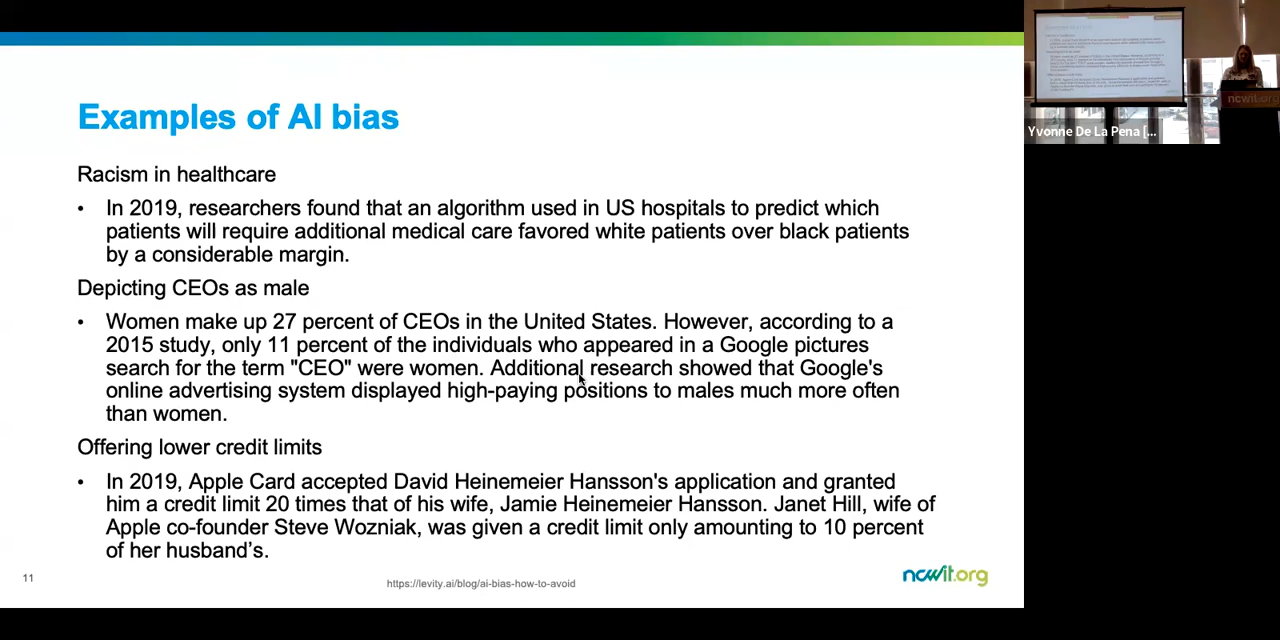 Examples of AI bias
Racism in healthcare
• In 2019, researchers found that an algorithm used in US hospitals to predict which
patients will require additional medical care favored white patients over black patients
by a considerable margin.
Depicting CEOs as male
• Women make up 27 percent of CEOs in the United States. However, according to a
2015 study, only 11 percent of the individuals who appeared in a Google pictures
search for the term "CEO" were women. Additional research showed that Google's
online advertising system displayed high-paying positions to males much more often
than women.
Offering lower credit limits
• In 2019, Apple Card accepted David Heinemeier Hansson's application and granted
him a credit limit 20 times that of his wife, Jamie Heinemeier Hansson. Janet Hill, wife of
Apple co-founder Steve Wozniak, was given a credit limit only amounting to 10 percent
of her husband’s.
11
https://levity.ai/blog/ai-bias-how-to-avoid
ncwit.org
ncwit.org
Yvonne De La Pena [...